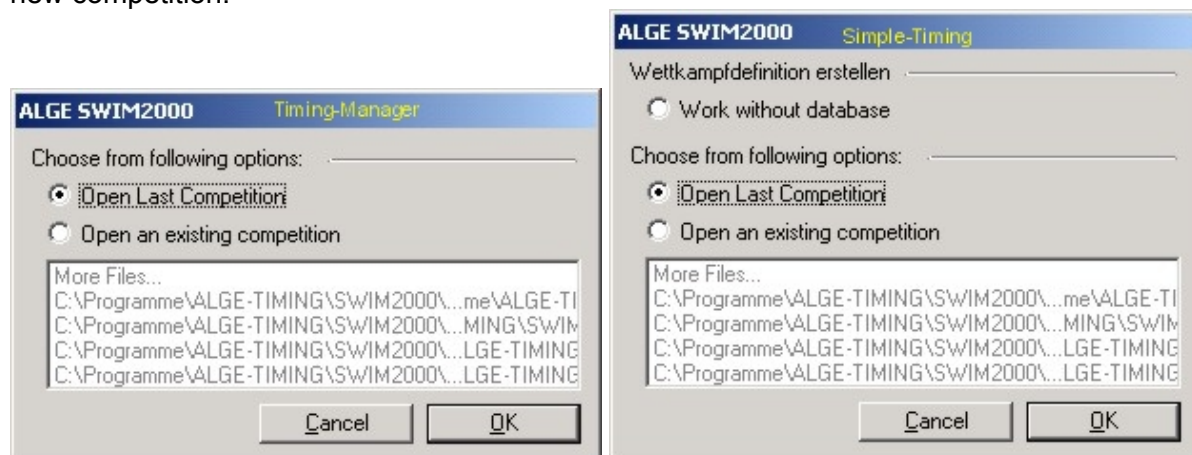 new competition.
ALGE SWIM2000 Timing-Manager
Choose from following options:
Open Last Competition
Open an existing competition
More Files...
C:\Programme\ALGE-TIMING\SWIM2000\...me\ALGE-TI
C:\Programme\ALGE-TIMING\SWIM2000\...MING\SWIM
C:\Programme\ALGE-TIMING\SWIM2000\...LGE-TIMING
C:\Programme\ALGE-TIMING\SWIM2000\...LGE-TIMING
Cancel OK
ALGE SWIM2000 Simple-Timing
Wettkampfdefinition erstellen
Work without database
Choose from following options:
Open Last Competition
Open an existing competition
More Files...
C:\Programme\ALGE-TIMING\SWIM2000\...me\ALGE-TI
C:\Programme\ALGE-TIMING\SWIM2000\...MING\SWIM
C:\Programme\ALGE-TIMING\SWIM2000\...LGE-TIMING
C:\Programme\ALGE-TIMING\SWIM2000\...LGE-TIMING
Cancel OK